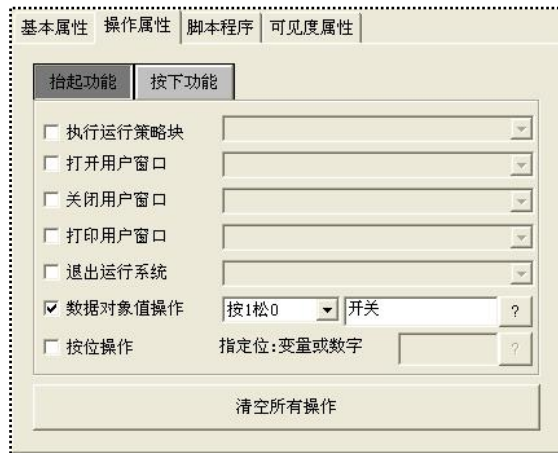 基本属性 操作属性 脚本程序 可见度属性
抬起功能 按下功能
执行运行策略块
打开用户窗口
关闭用户窗口
打印用户窗口
退出运行系统
数据对象值操作 按1松0 开关 ?
按位操作 指定位:变量或数字 ?
清空所有操作